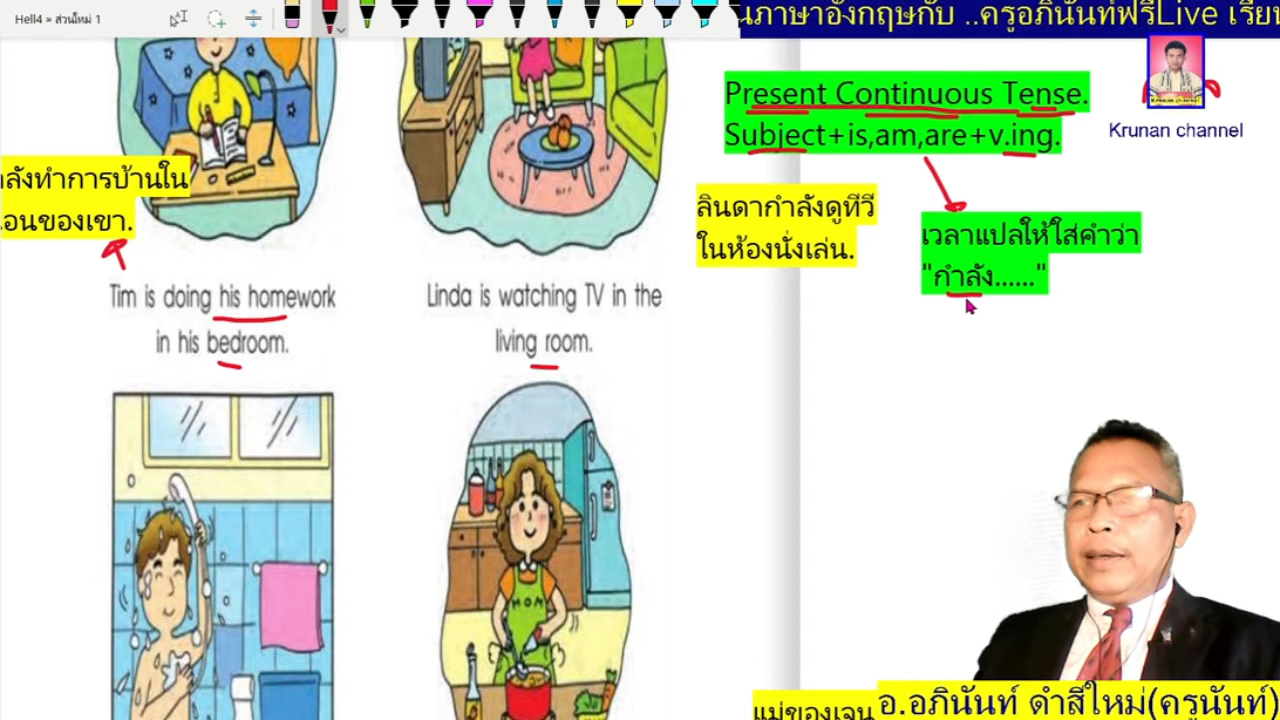 Hell4 » ส่วนใหม่ 1
นภาษาอังกฤษกับ ..ครูอภินันท์ฟรีLive เรียน
Present Continuous Tense.
Subject+is,am,are+v.ing.
Krunan channel
ลังทำการบ้านใน
อนของเขา.
ลินดากำลังดูทีวี
ในห้องนั่งเล่น.
เวลาแปลให้ใส่คำว่า
"กำลัง......"
Tim is doing his homework
in his bedroom.
Linda is watching TV in the
living room.
MOM
แม่ของเจน
อ.อภินันท์ ดำสีใหม่(ครูนันท์)